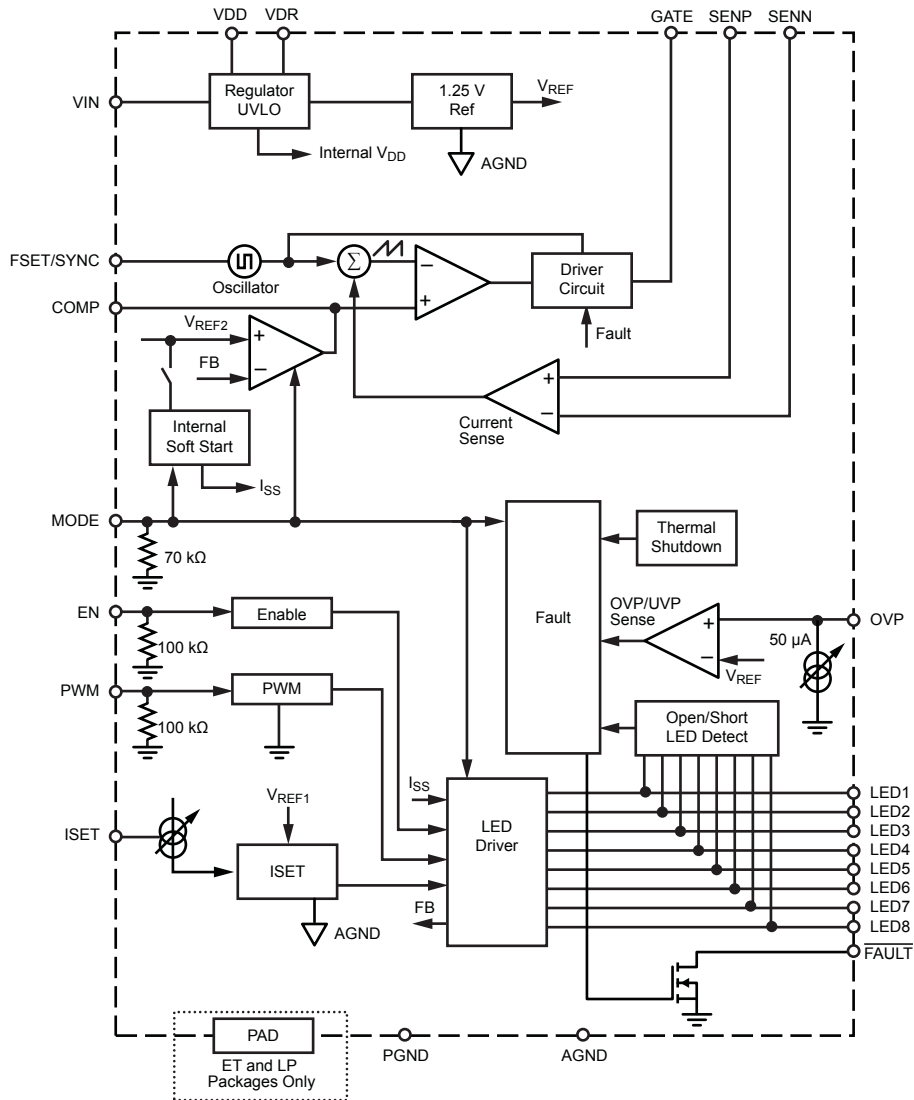 VDD VDR GATE SENP SENN
VIN
Regulator
UVLO
1.25 V
Ref
VREF
Internal VDD
AGND
FSET/SYNC
Oscillator
Σ
−
+
Driver
Circuit
COMP
VREF2
+
−
FB
Fault
+
−
Current
Sense
Internal
Soft Start
ISS
MODE
70 kΩ
Thermal
Shutdown
EN
Enable
100 kΩ
Fault
OVP/UVP
Sense
+
−
VREF
50 µA
OVP
PWM
PWM
100 kΩ
Open/Short
LED Detect
ISS
VREF1
ISET
ISET
AGND
LED
Driver
FB
LED1
LED2
LED3
LED4
LED5
LED6
LED7
LED8
FAULT
PAD
ET and LP
Packages Only
PGND
AGND